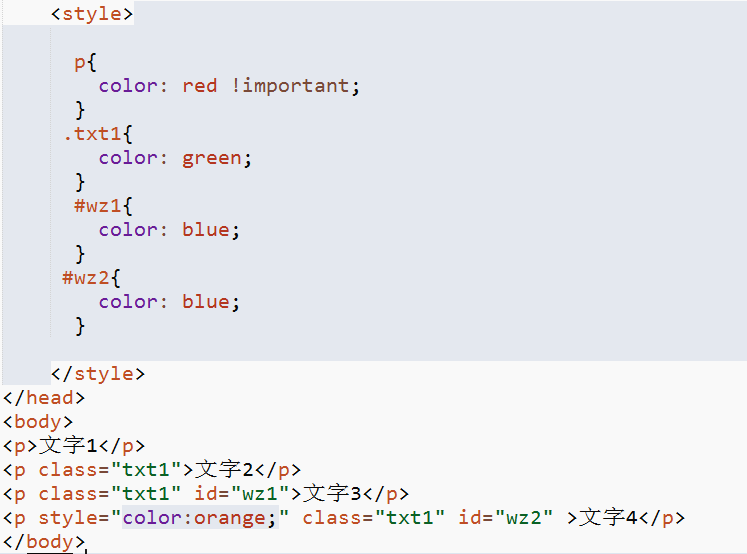 <style>
p{
color: red !important;
}
.txt1{
color: green;
}
#wz1{
color: blue;
}
#wz2{
color: blue;
}
</style>
</head>
<body>
<p>文字1</p>
<p class="txt1">文字2</p>
<p class="txt1" id="wz1">文字3</p>
<p style="color:orange;" class="txt1" id="wz2" >文字4</p>
</body>